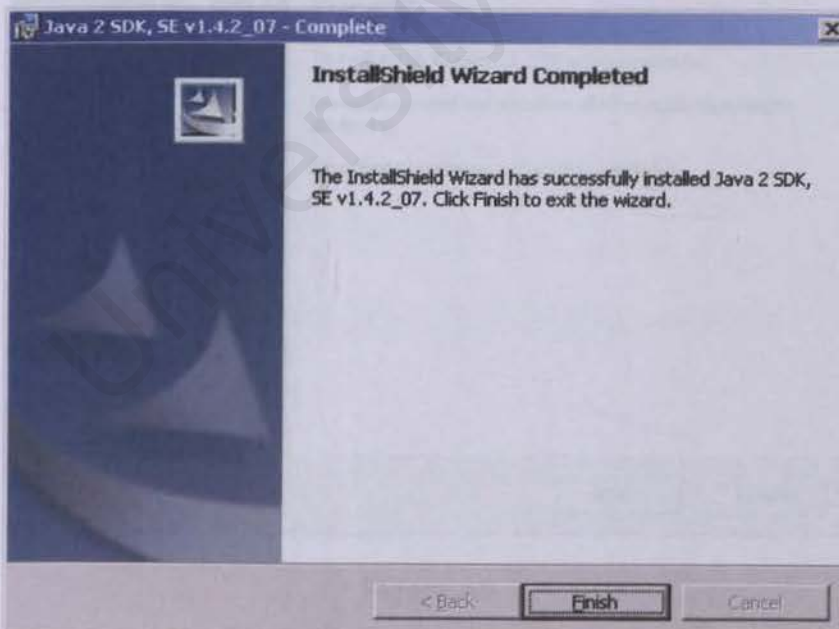 Java 2 SDK, SE v1.4.2_07 - Complete
InstallShield Wizard Completed
The InstallShield Wizard has successfully installed Java 2 SDK,
SE v1.4.2_07. Click Finish to exit the wizard.
< Back
Finish
Cancel
University